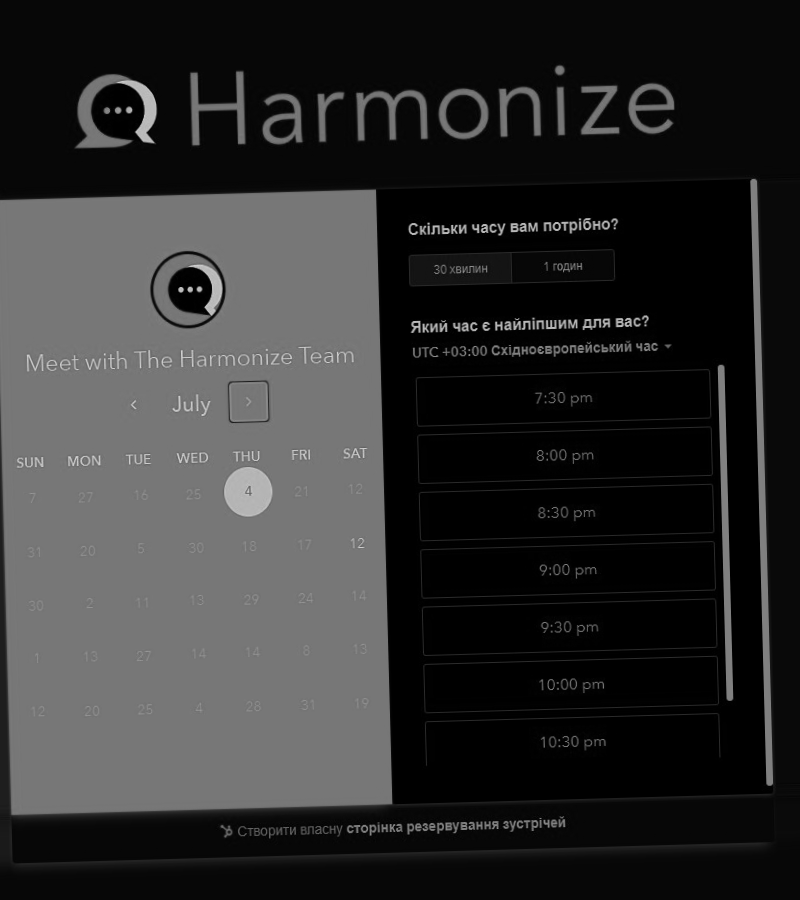 Harmonize
Meet with The Harmonize Team
July
SUN MON TUE WED THU FRI SAT
7 27 16 25 4 21 12
31 20 5 30 18 17 12
30 2 11 13 29 24 14
1 13 27 14 14 8 13
12 20 25 4 28 31 19
Скільки часу вам потрібно?
30 хвилин 1 годин
Який час є найліпшим для вас?
UTC +03:00 Східноєвропейський час
7:30 pm
8:00 pm
8:30 pm
9:00 pm
9:30 pm
10:00 pm
10:30 pm
Створити власну сторінка резервування зустрічей